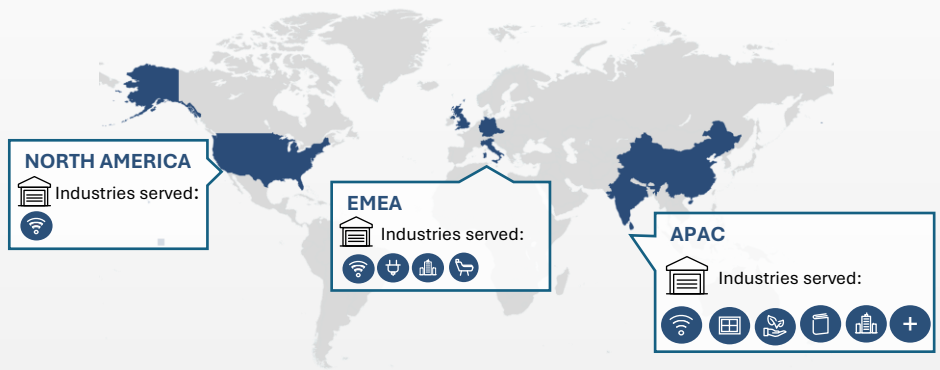 NORTH AMERICA
Industries served:
EMEA
Industries served:
APAC
Industries served: